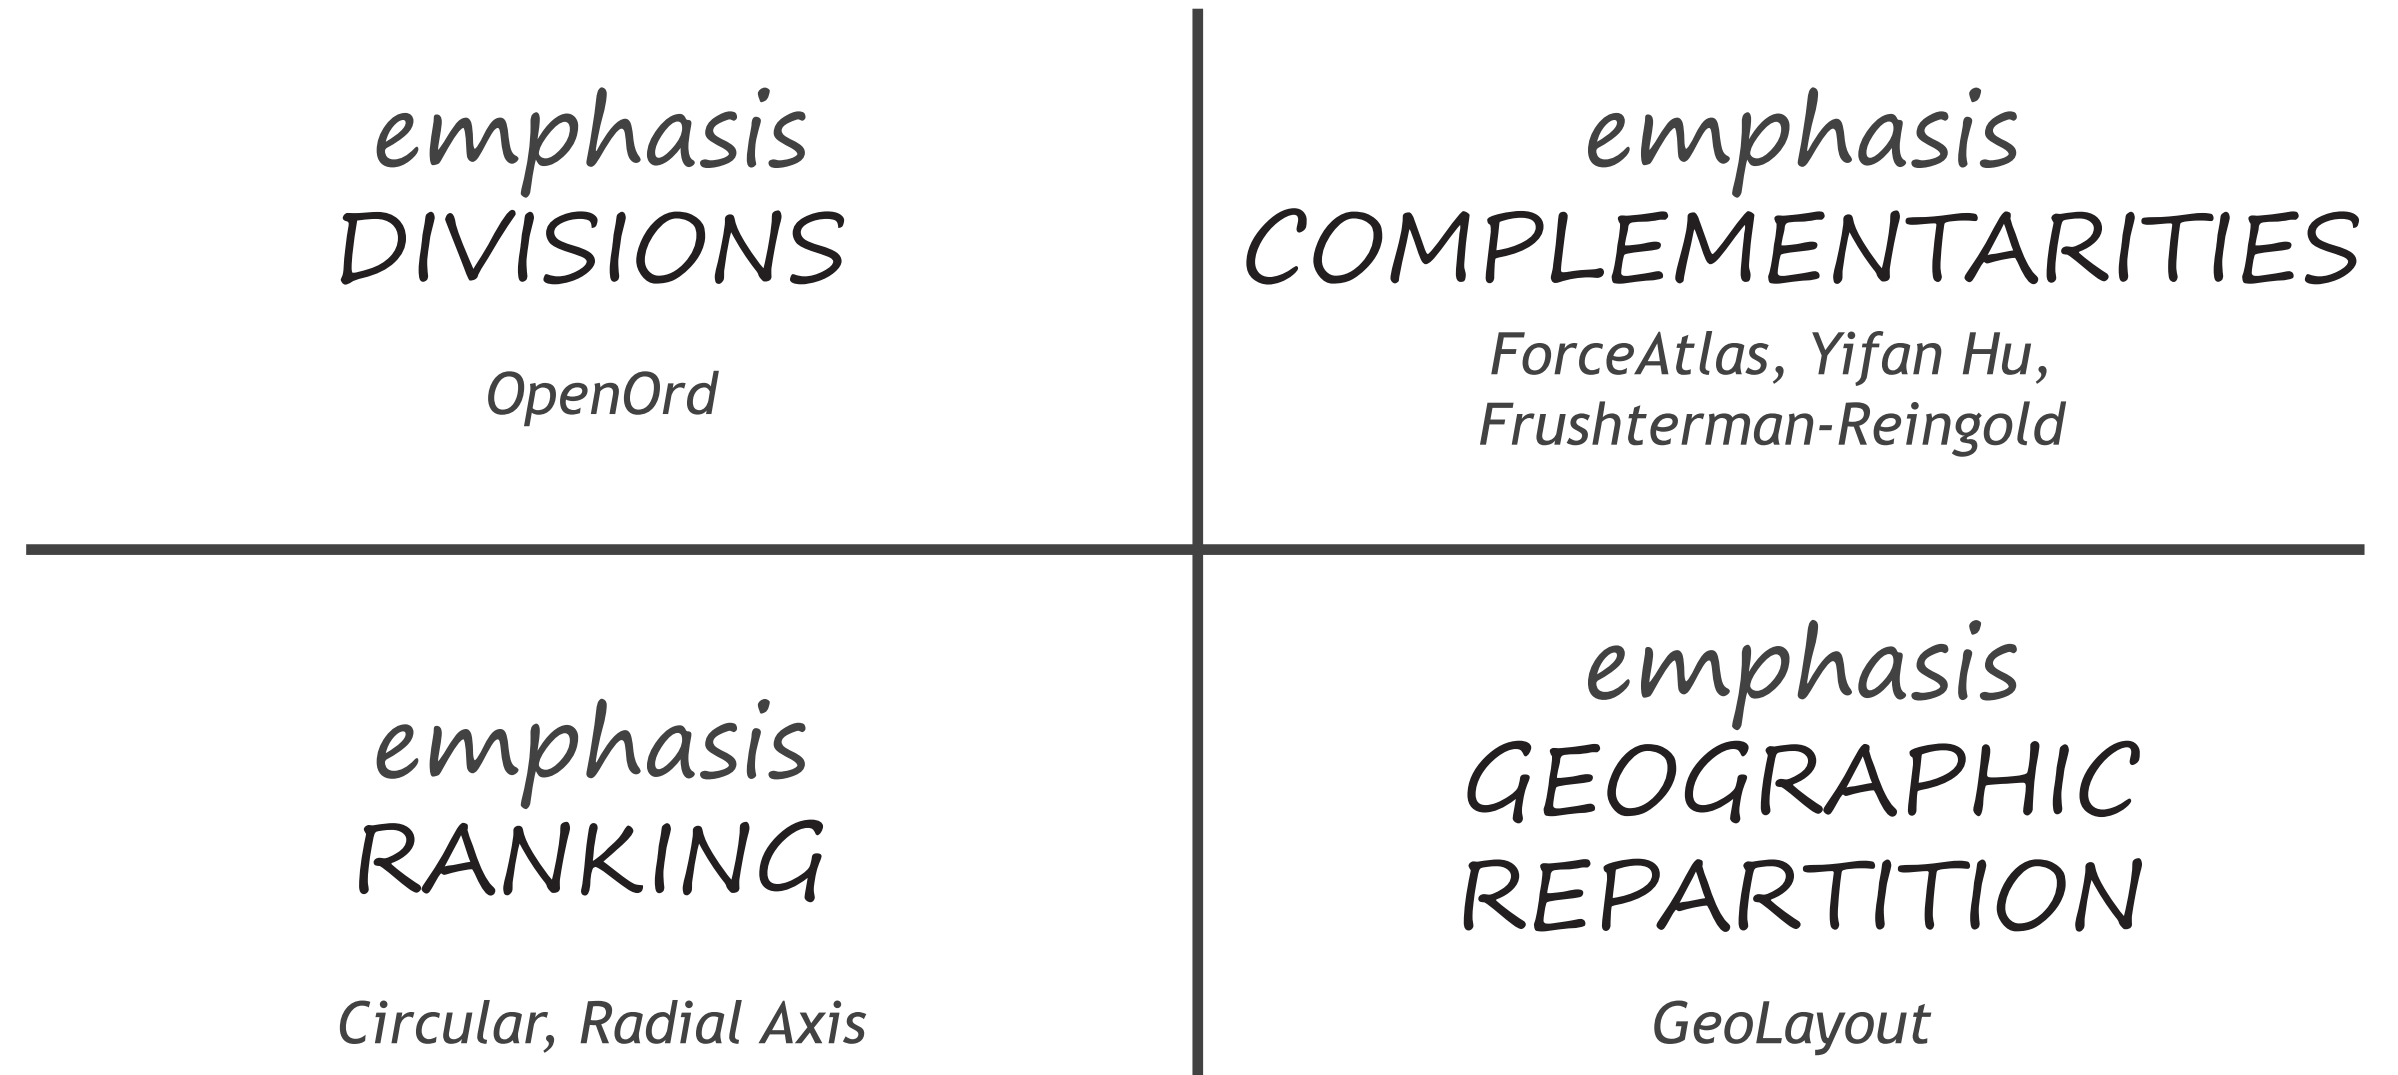 emphasis
DIVISIONS
OpenOrd
emphasis
COMPLEMENTARITIES
ForceAtlas, Yifan Hu,
Frushterman-Reingold
emphasis
RANKING
Circular, Radial Axis
emphasis
GEOGRAPHIC
REPARTITION
GeoLayout